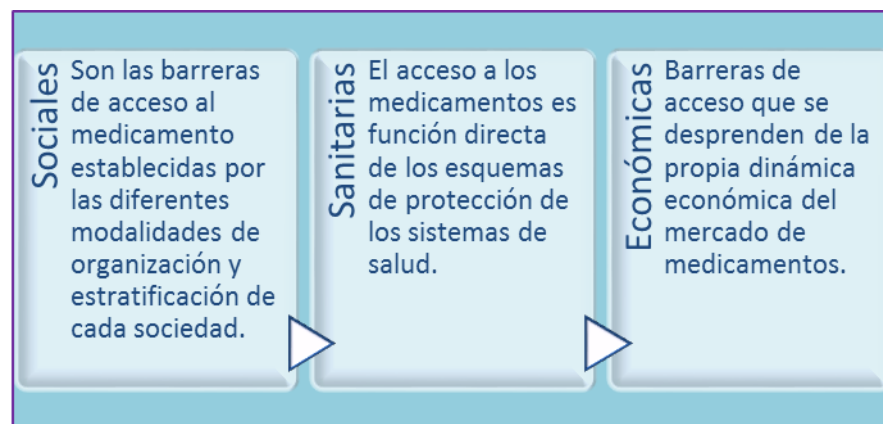 Sociales
Son las barreras
de acceso al
medicamento
establecidas por
las diferentes
modalidades de
organización y
estratificación de
cada sociedad.
Sanitarias
El acceso a los
medicamentos es
función directa
de los esquemas
de protección de
los sistemas de
salud.
Económicas
Barreras de
acceso que se
desprenden de la
propia dinámica
económica del
mercado de
medicamentos.